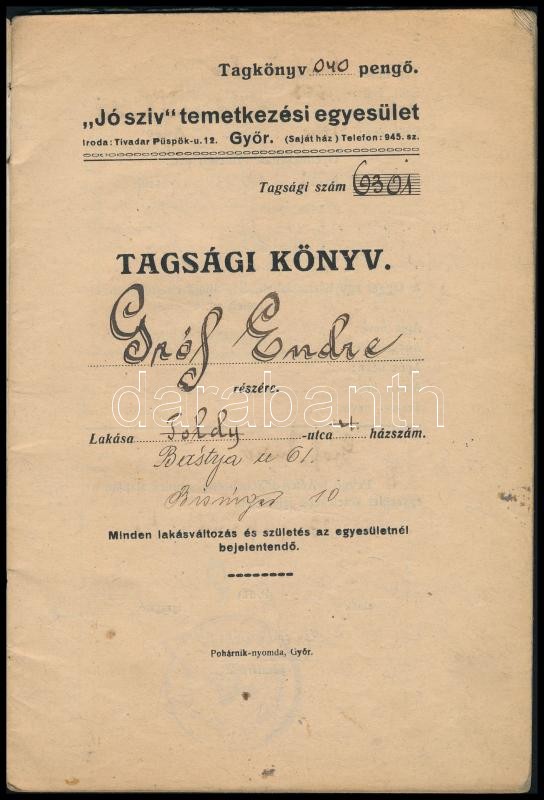 Tagkönyv 040 pengő.
„Jó sziv“ temetkezési egyesület
Iroda: Tivadar Püspök-u. 12. Győr. (Saját ház) Telefon: 945. sz.
Tagsági szám 6301
TAGSÁGI KÖNYV.
Gróf Endre
részére.
darabanth
Lakása Toldy -utca 4 házszám.
Bástya u 61.
10
Minden lakásváltozás és születés az egyesületnél
bejelentendő.
Pohárnik-nyomda, Győr.